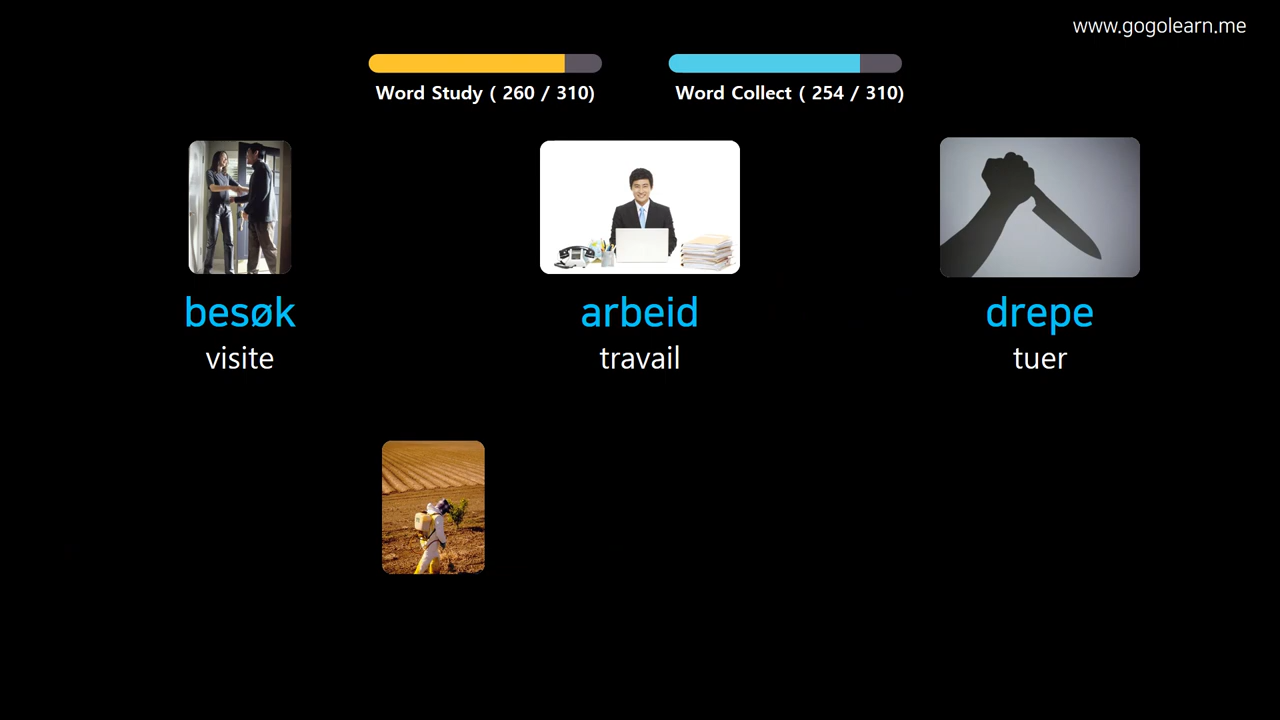 www.gogolearn.me
Word Study ( 260 / 310)
Word Collect ( 254 / 310)
besøk
arbeid
drepe
visite
travail
tuer